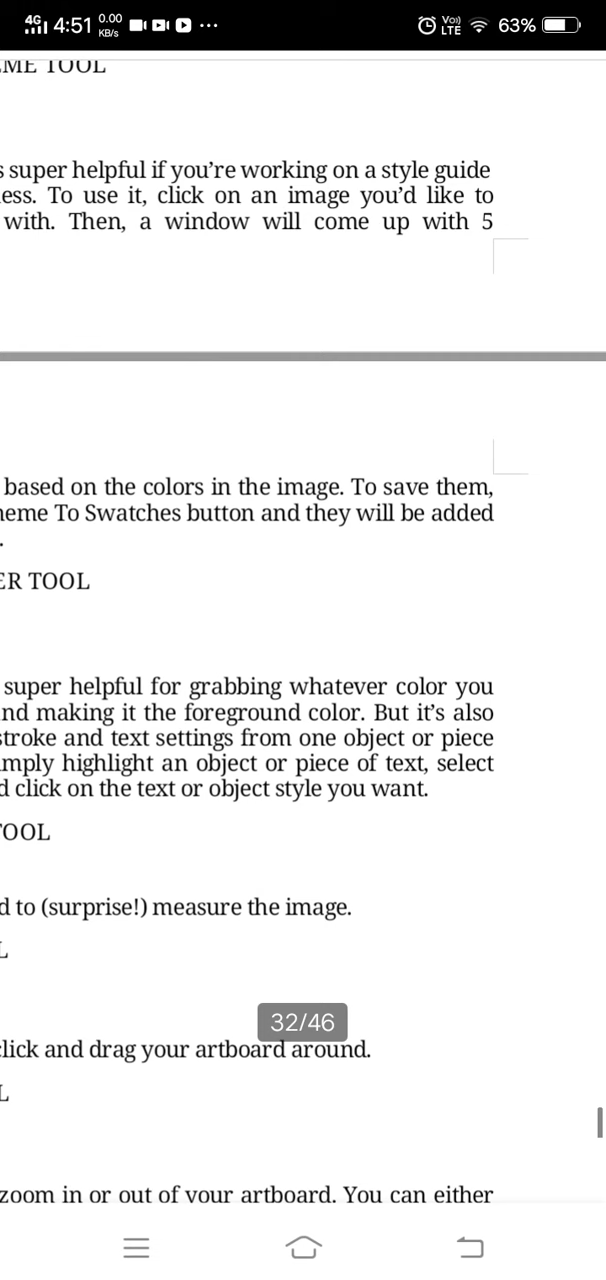 4G 4:51 0.00 KB/s ... Vo)) LTE 63%
ME TOOL
s super helpful if you're working on a style guide
ess. To use it, click on an image you'd like to
with. Then, a window will come up with 5
based on the colors in the image. To save them,
heme To Swatches button and they will be added
.
ER TOOL
super helpful for grabbing whatever color you
nd making it the foreground color. But it's also
stroke and text settings from one object or piece
mply highlight an object or piece of text, select
d click on the text or object style you want.
TOOL
d to (surprise!) measure the image.
L
32/46
click and drag your artboard around.
L
zoom in or out of your artboard. You can either